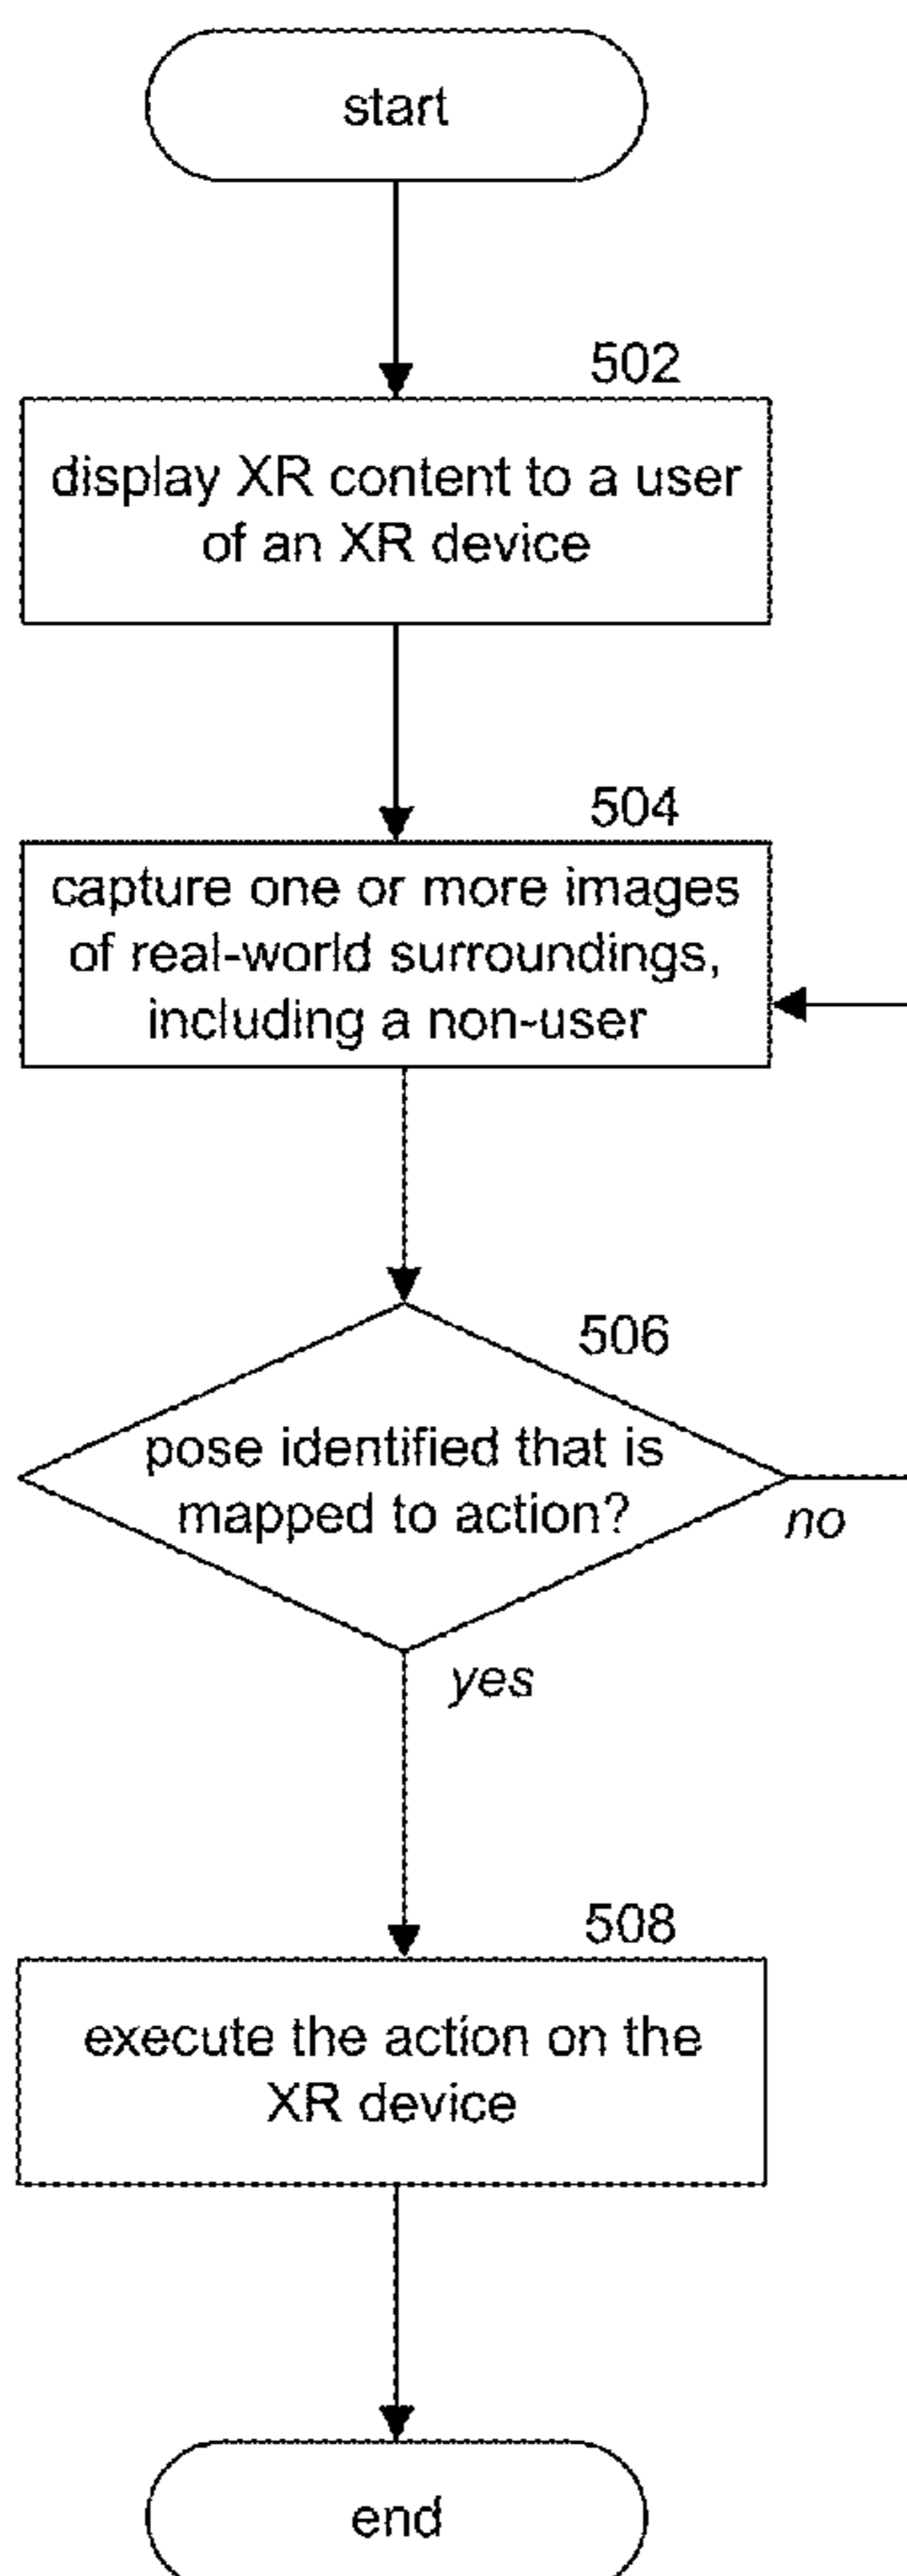 start
502
display XR content to a user
of an XR device
504
capture one or more images
of real-world surroundings,
including a non-user
506
pose identified that is
mapped to action?
no
yes
508
execute the action on the
XR device
end